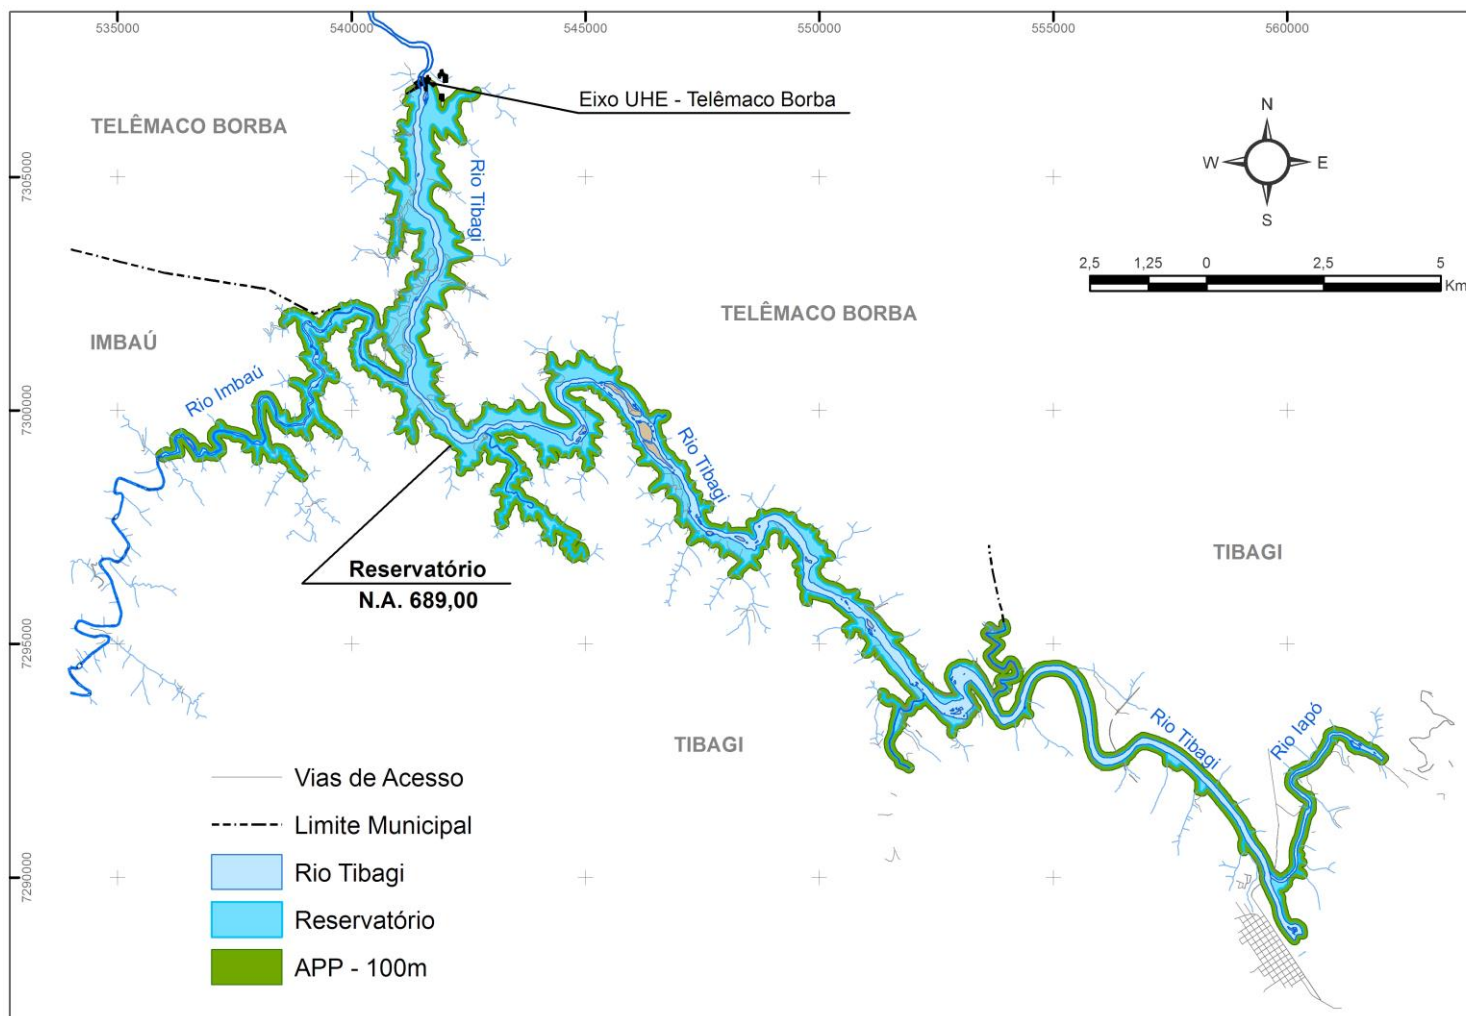 535000
540000
545000
550000
555000
560000
Eixo UHE - Telêmaco Borba
TELÊMACO BORBA
N
W
E
S
7305000
Rio Tibagi
2,5
1,25
0
2,5
5
Km
TELÊMACO BORBA
IMBAÚ
Rio Imbaú
7300000
Rio Tibagi
Reservatório
N.A. 689,00
TIBAGI
7295000
TIBAGI
Rio Tibagi
Rio Iapó
Vias de Acesso
Limite Municipal
Rio Tibagi
7290000
Reservatório
APP - 100m